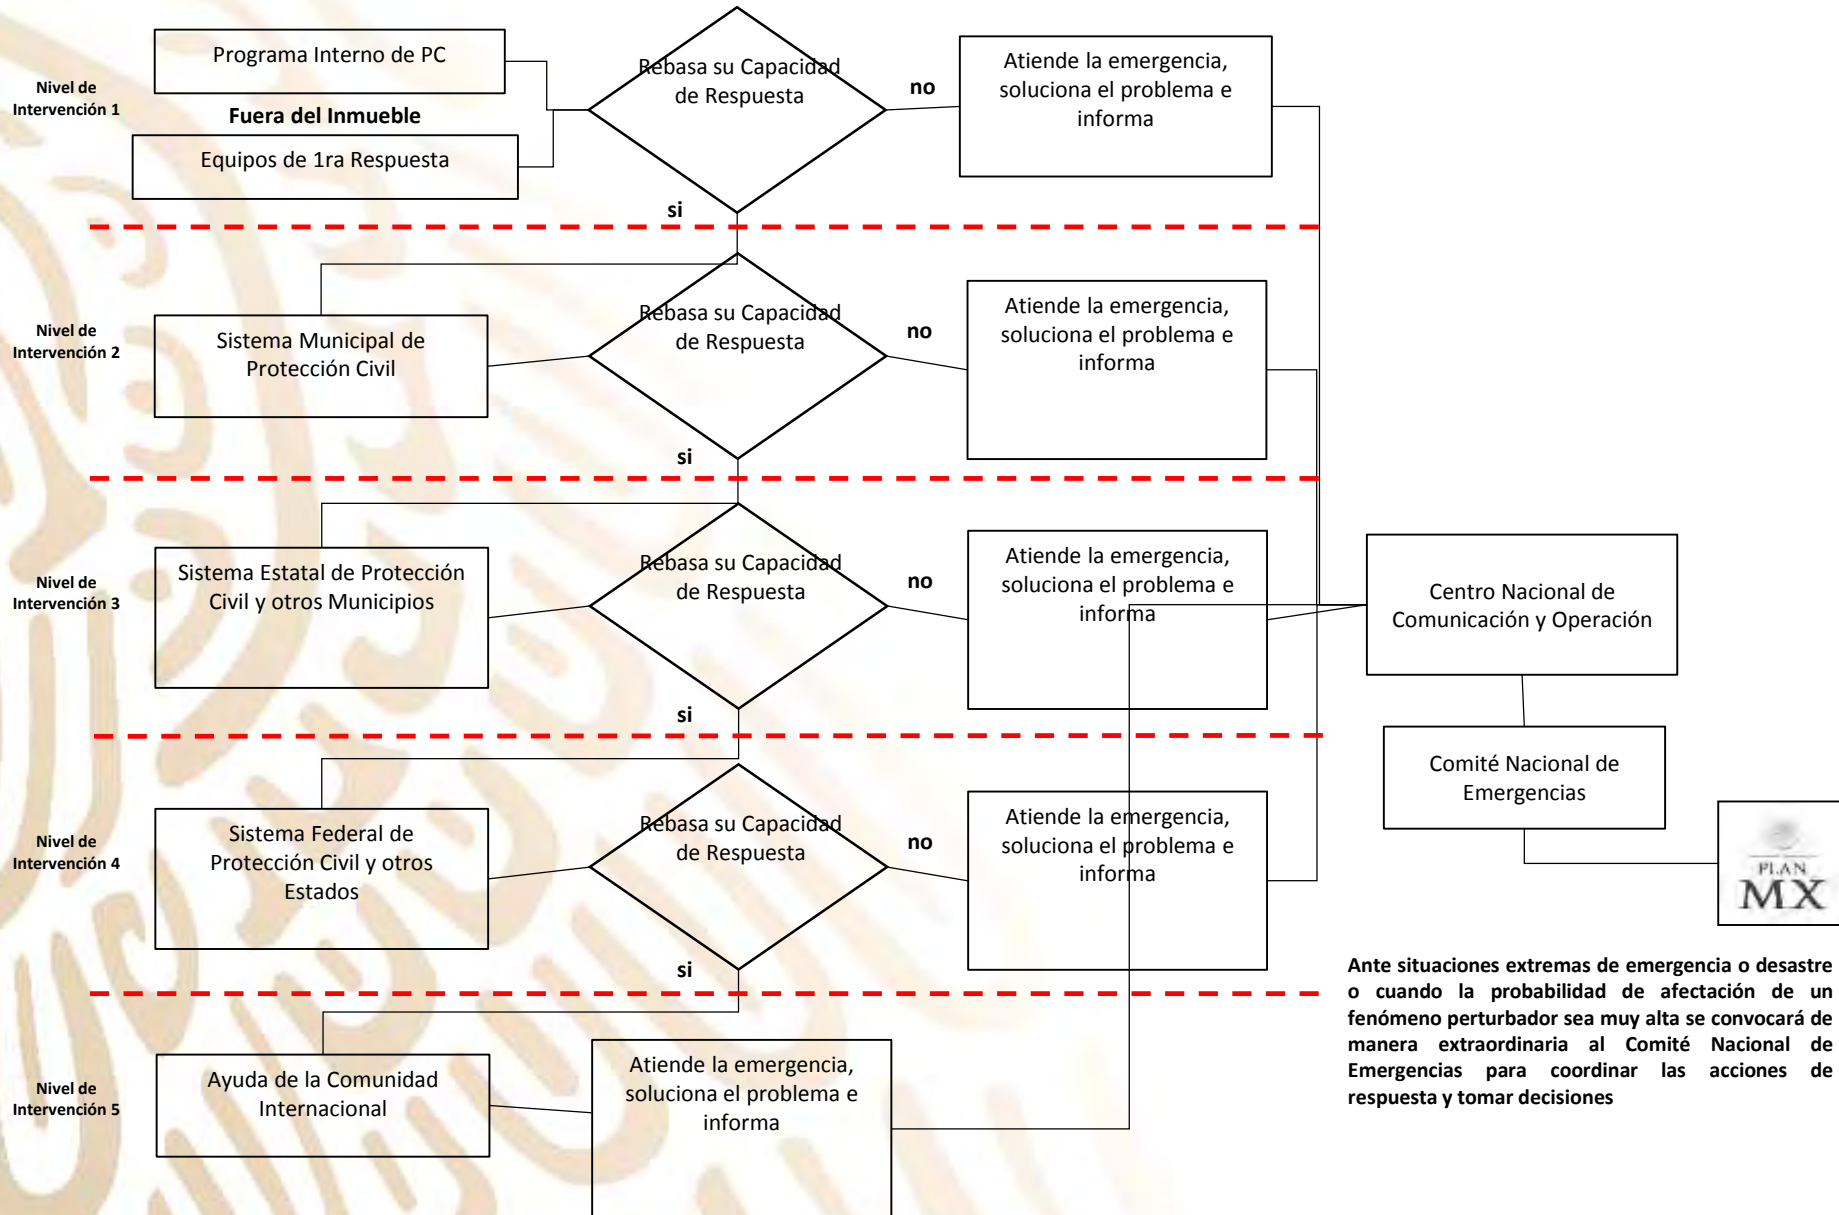 Nivel de
Intervención 1
Programa Interno de PC
Fuera del Inmueble
Equipos de 1ra Respuesta
Rebasa su Capacidad
de Respuesta
no
Atiende la emergencia,
soluciona el problema e
informa
si
Nivel de
Intervención 2
Sistema Municipal de
Protección Civil
Rebasa su Capacidad
de Respuesta
no
Atiende la emergencia,
soluciona el problema e
informa
si
Nivel de
Intervención 3
Sistema Estatal de Protección
Civil y otros Municipios
Rebasa su Capacidad
de Respuesta
no
Atiende la emergencia,
soluciona el problema e
informa
si
Centro Nacional de
Comunicación y Operación
Comité Nacional de
Emergencias
Nivel de
Intervención 4
Sistema Federal de
Protección Civil y otros
Estados
Rebasa su Capacidad
de Respuesta
no
Atiende la emergencia,
soluciona el problema e
informa
si
PLAN
MX
Ante situaciones extremas de emergencia o desastre
o cuando la probabilidad de afectación de un
fenómeno perturbador sea muy alta se convocará de
manera extraordinaria al Comité Nacional de
Emergencias para coordinar las acciones de
respuesta y tomar decisiones
Nivel de
Intervención 5
Ayuda de la Comunidad
Internacional
Atiende la emergencia,
soluciona el problema e
informa